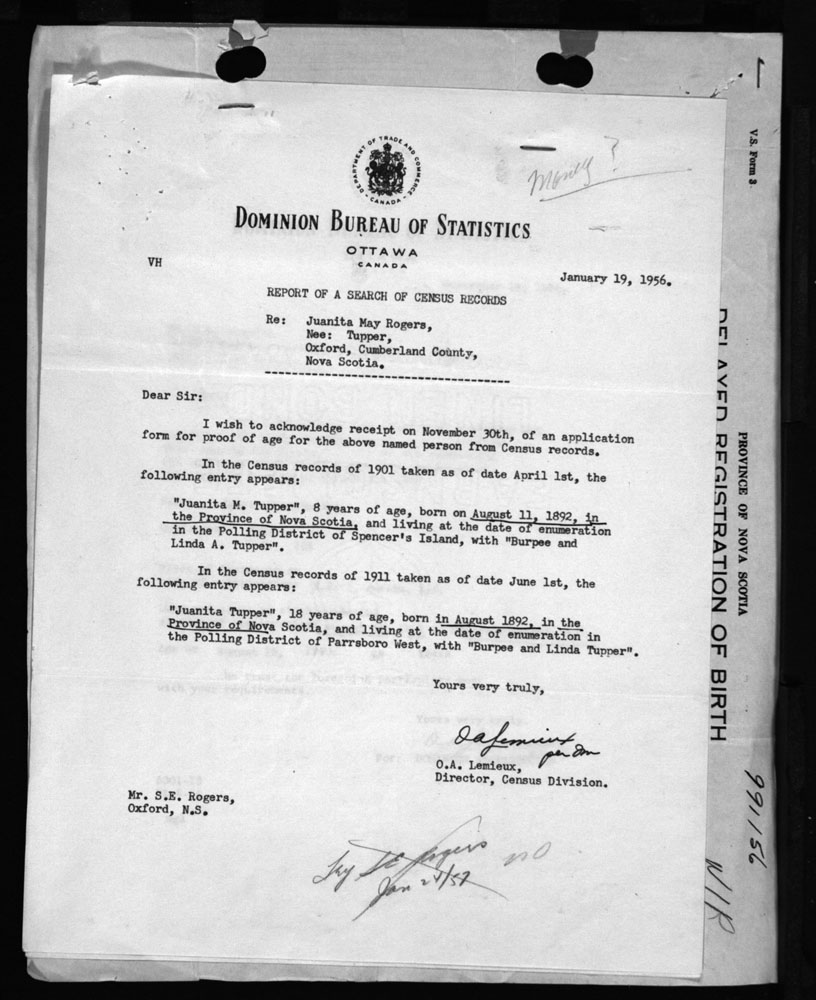 DEPARTMENT OF TRADE AND COMMERCE
CANADA
Money?
DOMINION BUREAU OF STATISTICS
OTTAWA
CANADA
VH
January 19, 1956.
REPORT OF A SEARCH OF CENSUS RECORDS
Re: Juanita May Rogers,
Nee: Tupper,
Oxford, Cumberland County,
Nova Scotia.
Dear Sir:
I wish to acknowledge receipt on November 30th, of an application
form for proof of age for the above named person from Census records.
In the Census records of 1901 taken as of date April 1st, the
following entry appears:
"Juanita M. Tupper", 8 years of age, born on August 11, 1892, in
the Province of Nova Scotia, and living at the date of enumeration
in the Polling District of Spencer's Island, with "Burpee and
Linda A. Tupper".
In the Census records of 1911 taken as of date June 1st, the
following entry appears:
"Juanita Tupper", 18 years of age, born in August 1892, in the
Province of Nova Scotia, and living at the date of enumeration in
the Polling District of Parrsboro West, with "Burpee and Linda Tupper".
Yours very truly,
O.A. Lemieux
per
O.A. Lemieux,
Director, Census Division.
Mr. S.E. Rogers,
Oxford, N.S.
Rogers
Jan 24/57
V.S. Form 3
PROVINCE OF NOVA SCOTIA
DELAYED REGISTRATION OF BIRTH
991156